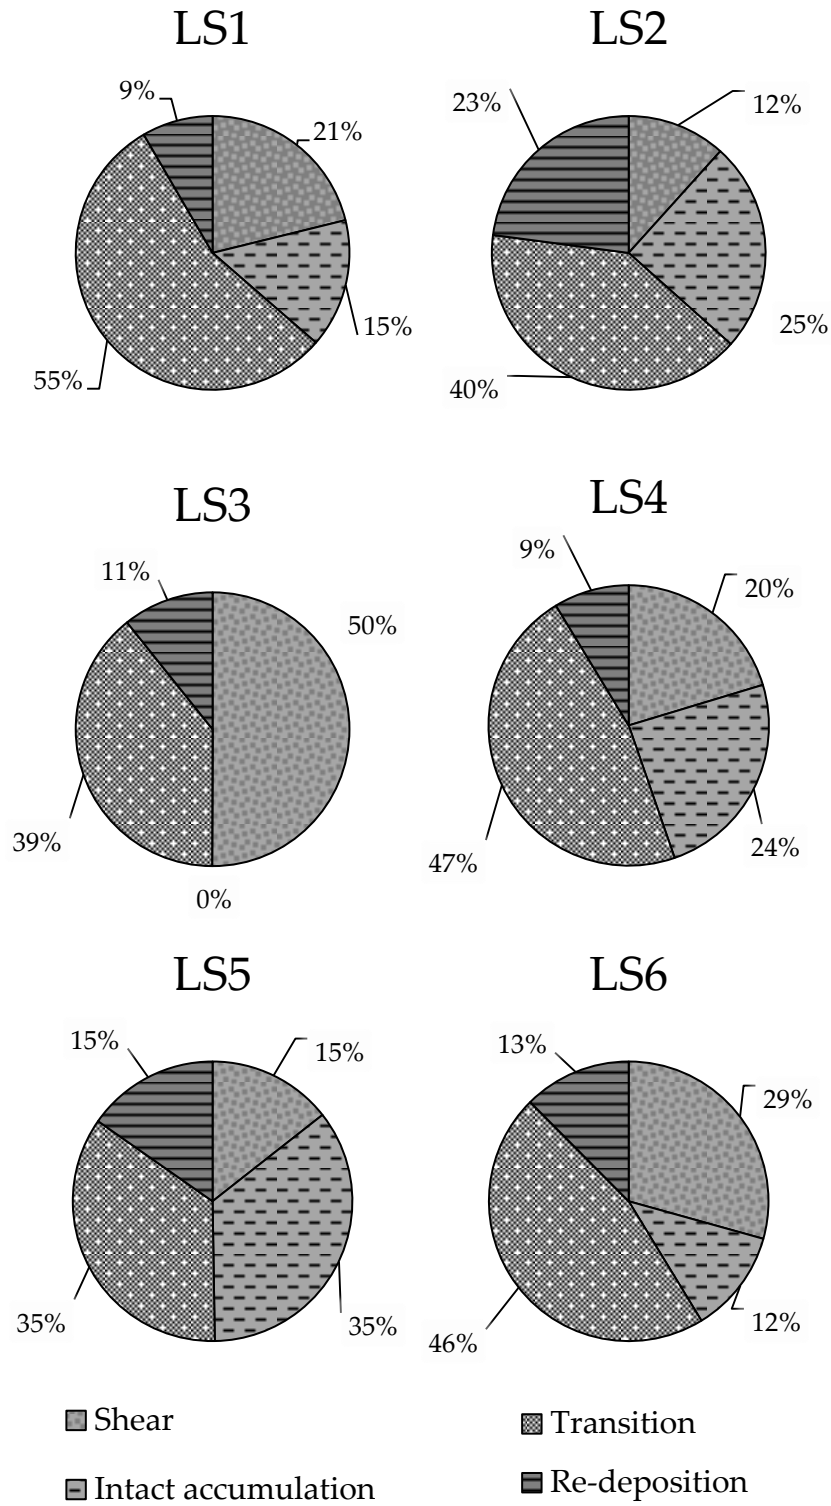 LS1
9%
21%
15%
55%
LS2
23%
12%
25%
40%
LS3
11%
50%
39%
0%
LS4
9%
20%
47%
24%
LS5
15%
15%
35%
35%
LS6
13%
29%
46%
12%
Shear
Transition
Intact accumulation
Re-deposition